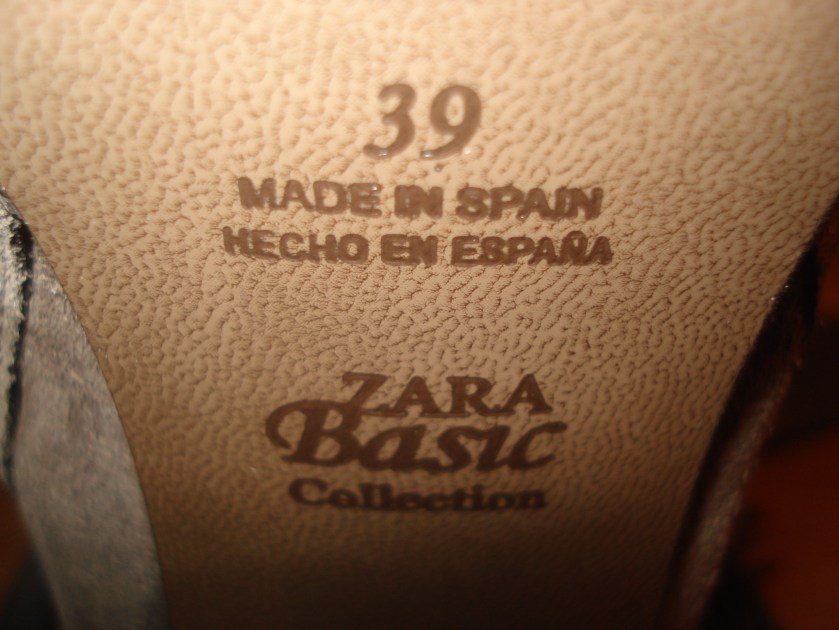 39
MADE IN SPAIN
HECHO EN ESPAÑA
ZARA
Basic
Collection